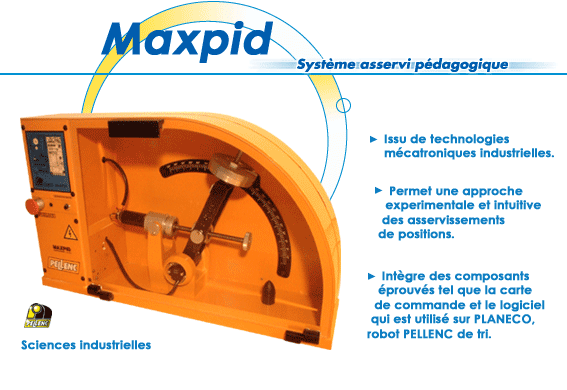 Maxpid
Système asservi pédagogique
► Issu de technologies
mécatroniques industrielles.
► Permet une approche
experimentale et intuitive
des asservissements
de positions.
► Intègre des composants
éprouvés tel que la carte
de commande et le logiciel
qui est utilisé sur PLANECO,
robot PELLENC de tri.
MAXPID
PELLENC
PELLENC
Sciences industrielles